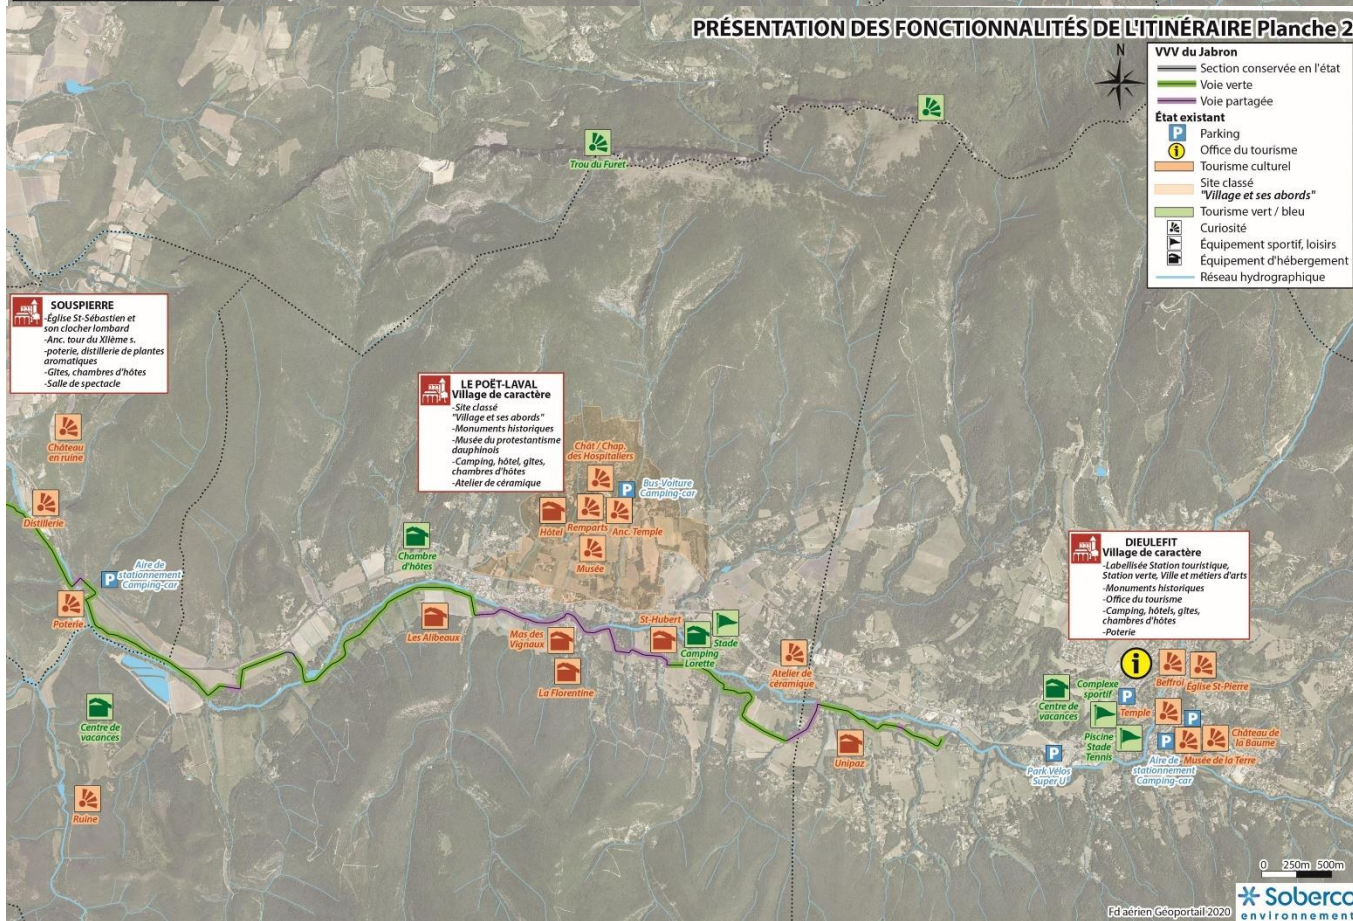 PRÉSENTATION DES FONCTIONNALITÉS DE L'ITINÉRAIRE Planche 2
N
VVV du Jabron
Section conservée en l'état
Voie verte
Voie partagée
État existant
P Parking
i Office du tourisme
Tourisme culturel
Site classé
"Village et ses abords"
Tourisme vert / bleu
Curiosité
Équipement sportif, loisirs
Équipement d'hébergement
Réseau hydrographique
Trou du Furet
SOUSPIERRE
-Église St-Sébastien et
son clocher lombard
-Anc. tour du XIIème s.
-poterie, distillerie de plantes
aromatiques
-Gîtes, chambres d'hôtes
-Salle de spectacle
LE POËT-LAVAL
Village de caractère
-Site classé
"Village et ses abords"
-Monuments historiques
-Musée du protestantisme
dauphinois
-Camping, hôtel, gîtes,
chambres d'hôtes
-Atelier de céramique
Château
en ruine
Distillerie
P
Aire de
stationnement
Camping-car
Poterie
Centre de
vacances
Ruine
Chambre
d'hôtes
Chât / Chap.
des Hospitaliers
P
Bus-Voiture
Camping-car
Hôtel
Remparts
Anc. Temple
Musée
Les Alibeaux
Mas des
Vignaux
La Florentine
St-Hubert
Camping
Lorette
Stade
Atelier de
céramique
Unipaz
DIEULEFIT
Village de caractère
-Labellisée Station touristique,
Station verte, Ville et métiers d'arts
-Monuments historiques
-Office du tourisme
-Camping, hôtels, gîtes,
chambres d'hôtes
-Poterie
i
Beffroi
Église St-Pierre
Centre de
vacances
Complexe
sportif
P
Temple
P
Piscine
Stade
Tennis
P
Château de
la Baume
Musée de la Terre
Aire de
stationnement
Camping-car
P
Park Vélos
Super U
0 250m 500m
Fd aérien Géoportail 2020
Soberco
environnement